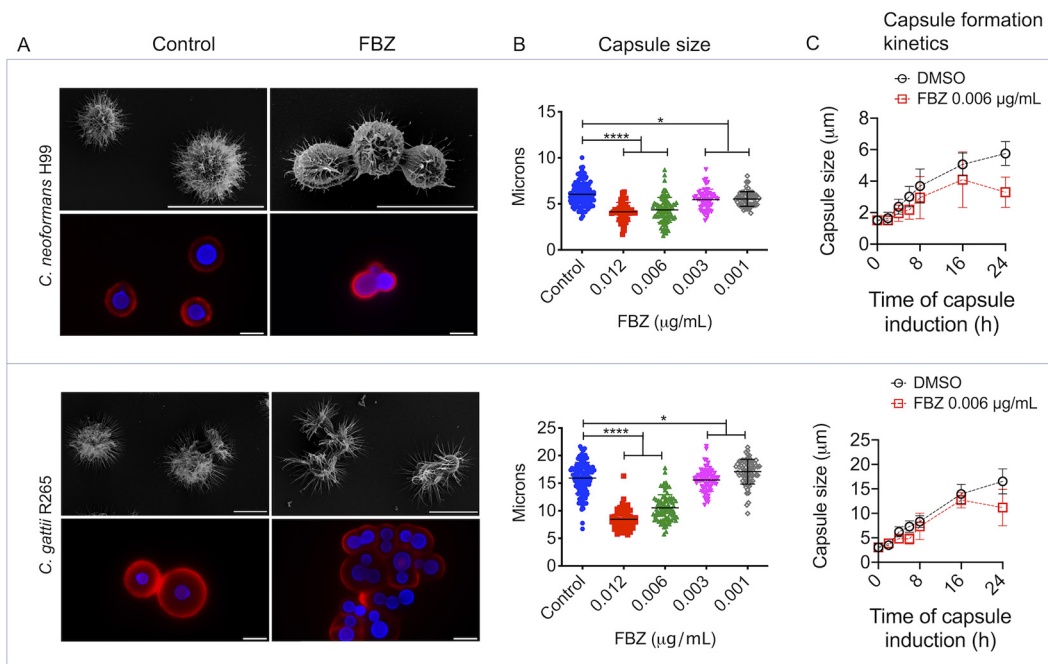 A
Control
FBZ
B
Capsule size
C
Capsule formation
kinetics
C. neoformans H99
15
10
5
0
Microns
****
*
Control
0.012
0.006
0.003
0.001
FBZ (μg/mL)
DMSO
FBZ 0.006 μg/mL
8
6
4
2
0
Capsule size (μm)
0
8
16
24
Time of capsule
induction (h)
C. gattii R265
25
20
15
10
5
0
Microns
****
*
Control
0.012
0.006
0.003
0.001
FBZ (μg/mL)
DMSO
FBZ 0.006 μg/mL
25
20
15
10
5
0
Capsule size (μm)
0
8
16
24
Time of capsule
induction (h)